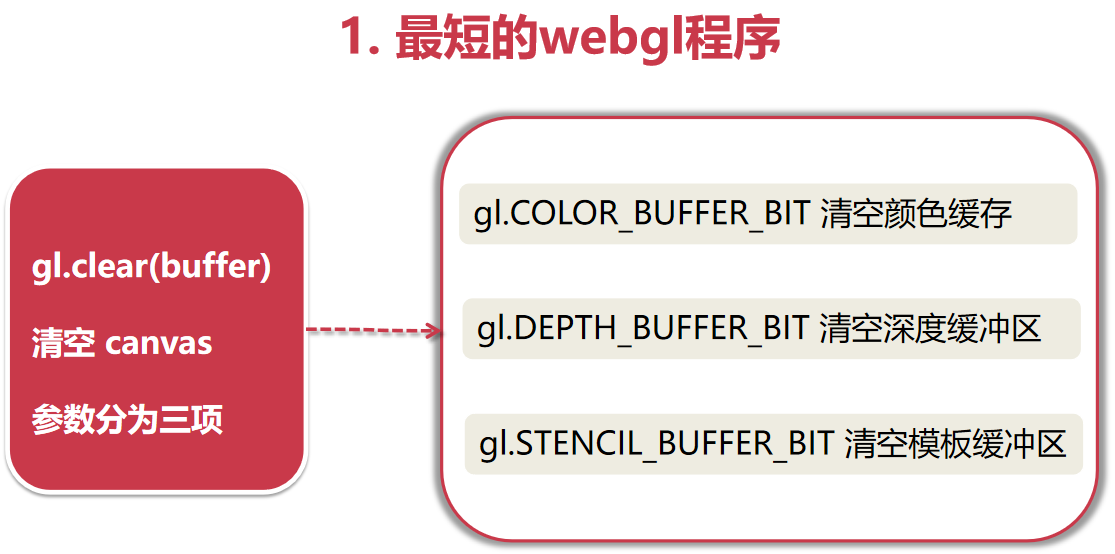 1. 最短的webgl程序
gl.clear(buffer)
清空 canvas
参数分为三项
gl.COLOR_BUFFER_BIT 清空颜色缓存
gl.DEPTH_BUFFER_BIT 清空深度缓冲区
gl.STENCIL_BUFFER_BIT 清空模板缓冲区